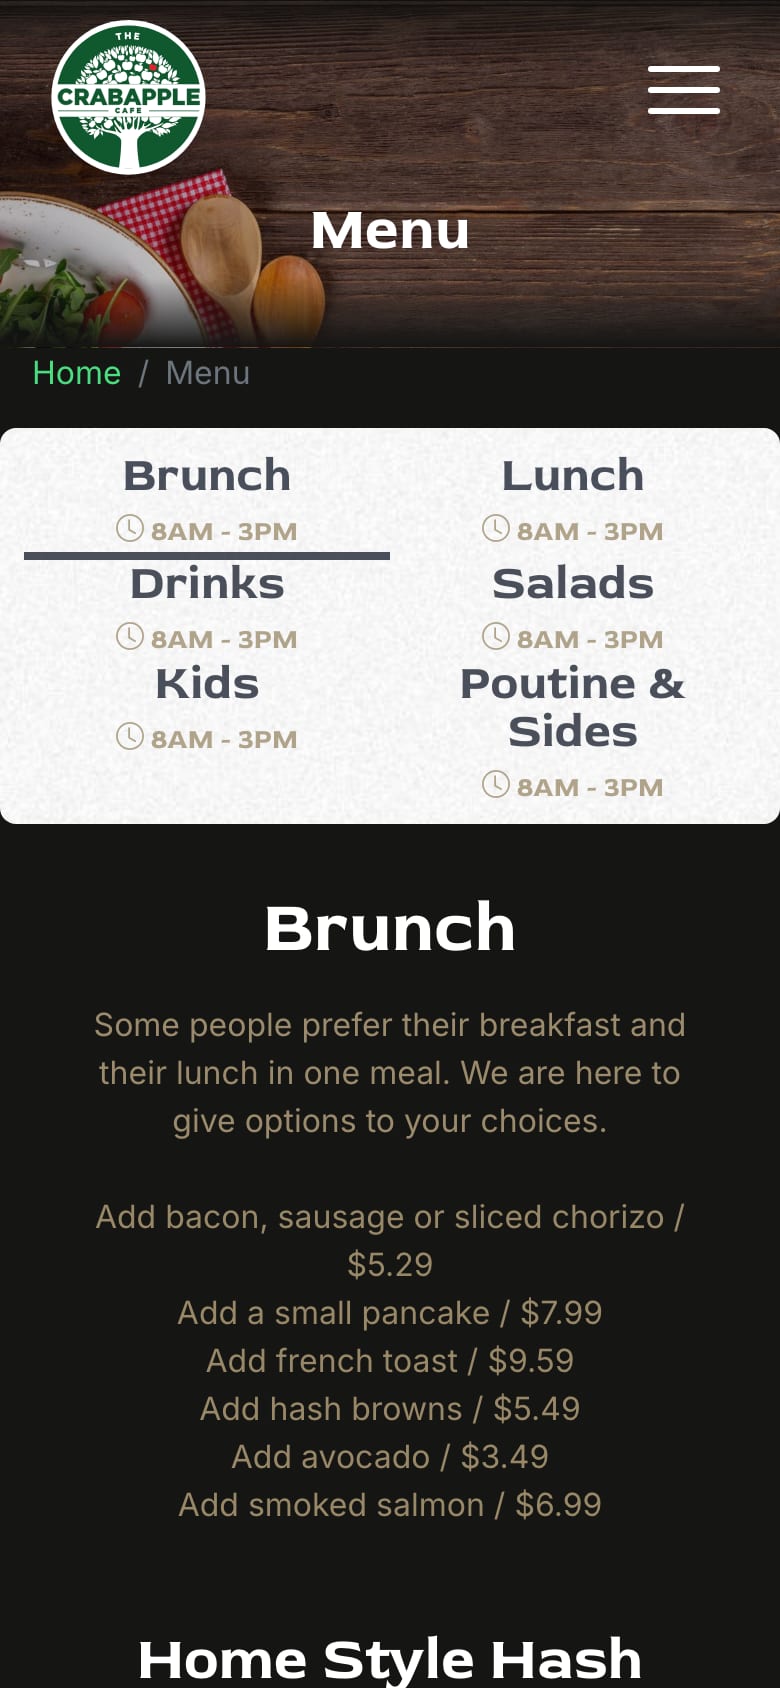 THE
CRABAPPLE
CAFE
Menu
Home / Menu
Brunch
8AM - 3PM
Lunch
8AM - 3PM
Drinks
8AM - 3PM
Salads
8AM - 3PM
Kids
8AM - 3PM
Poutine &
Sides
8AM - 3PM
Brunch
Some people prefer their breakfast and
their lunch in one meal. We are here to
give options to your choices.
Add bacon, sausage or sliced chorizo /
$5.29
Add a small pancake / $7.99
Add french toast / $9.59
Add hash browns / $5.49
Add avocado / $3.49
Add smoked salmon / $6.99
Home Style Hash